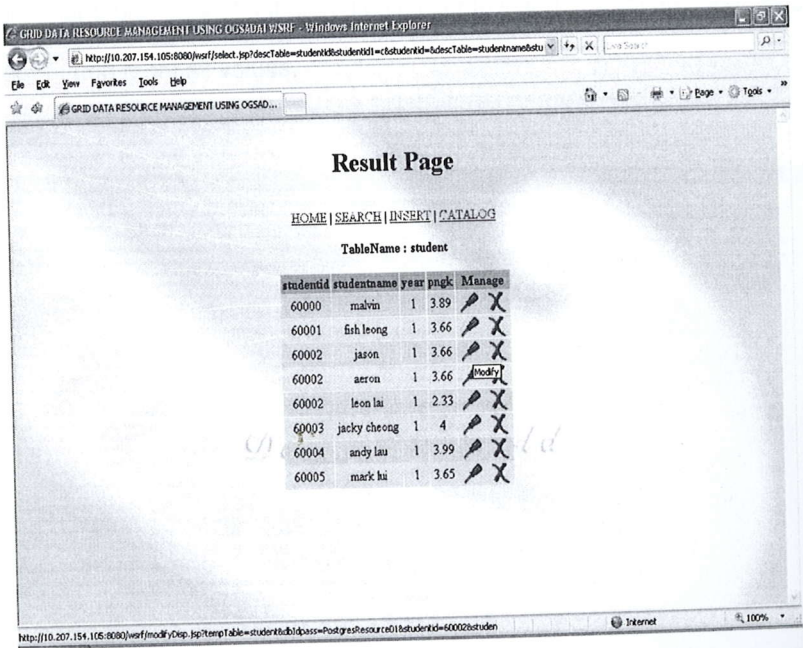 GRID DATA RESOURCE MANAGEMENT USING OGSADAI WSRF - Windows Internet Explorer
http://10.207.154.105:8080/wsrf/select.jsp?descTable=studentid&studentid1=c&studentid=&descTable=studentname&stu
Live Search
File Edit View Favorites Tools Help
GRID DATA RESOURCE MANAGEMENT USING OGSAD...
Page Tools
Result Page
HOME | SEARCH | INSERT | CATALOG
TableName : student
studentid studentname year pngk Manage
60000 malvin 1 3.89
60001 fish leong 1 3.66
60002 jason 1 3.66
60002 aeron 1 3.66 Modify
60002 leon lai 1 2.33
60003 jacky cheong 1 4
60004 andy lau 1 3.99
60005 mark hui 1 3.65
http://10.207.154.105:8080/wsrf/modifyDisp.jsp?tempTable=student&dbIdpass=PostgresResource01&studentid=60002&studen
Internet 100%